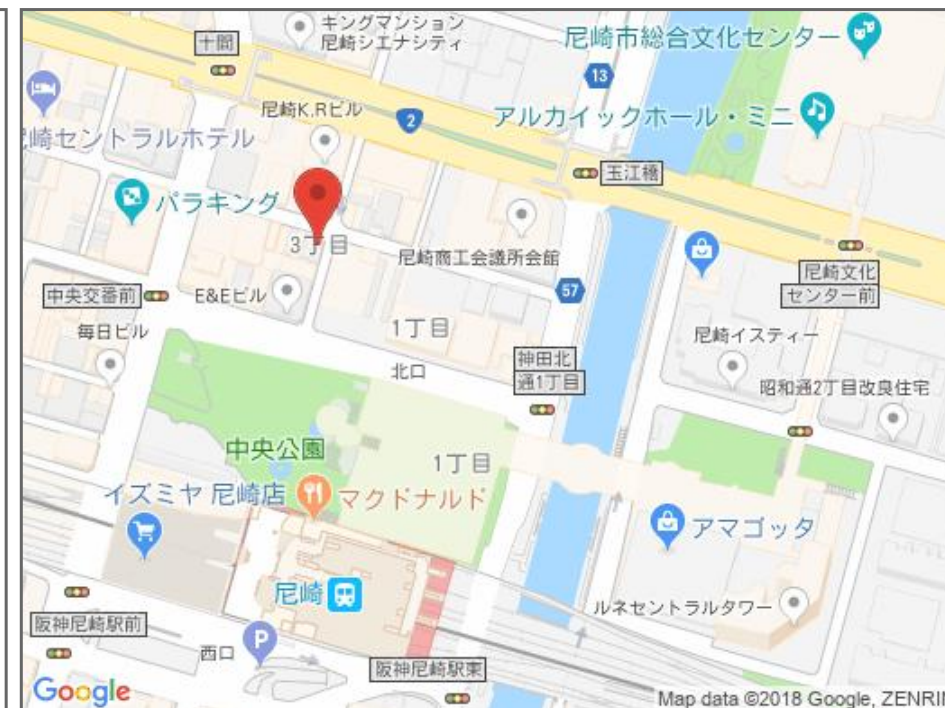 キングマンション
尼崎シエナシティ
十間
尼崎市総合文化センター
13
尼崎K.Rビル
2
アルカイックホール・ミニ
崎セントラルホテル
玉江橋
パラキング
3丁目
尼崎商工会議所会館
尼崎文化
センター前
中央交番前
E&Eビル
57
毎日ビル
1丁目
尼崎イスティー
北口
神田北
通1丁目
昭和通2丁目改良住宅
中央公園
1丁目
イズミヤ 尼崎店
マクドナルド
アマゴッタ
尼崎
ルネセントラルタワー
阪神尼崎駅前
西口
P
阪神尼崎駅東
Google
Map data ©2018 Google, ZENRI